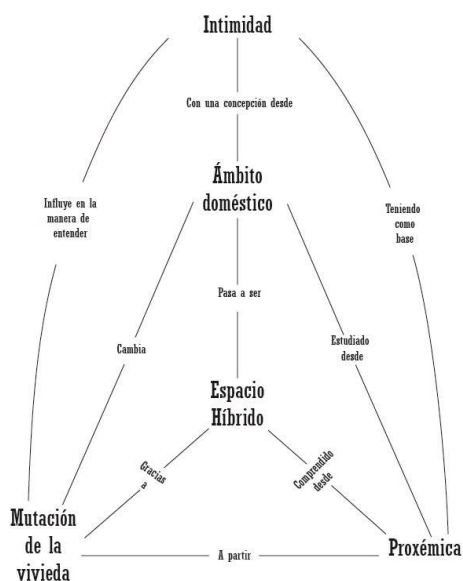 Intimidad
Con una concepción desde
Ámbito
doméstico
Influye en la
manera de
entender
Teniendo
como
base
Pasa a ser
Cambia
Estudiado
desde
Espacio
Híbrido
Gracias
a
Comprendido
desde
Mutación
de la
vivieda
A partir
Proxémica